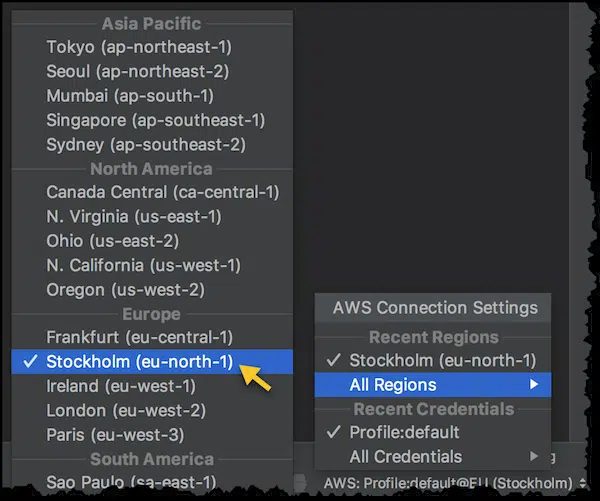 Asia Pacific
Tokyo (ap-northeast-1)
Seoul (ap-northeast-2)
Mumbai (ap-south-1)
Singapore (ap-southeast-1)
Sydney (ap-southeast-2)
North America
Canada Central (ca-central-1)
N. Virginia (us-east-1)
Ohio (us-east-2)
N. California (us-west-1)
Oregon (us-west-2)
Europe
Frankfurt (eu-central-1)
✓ Stockholm (eu-north-1)
Ireland (eu-west-1)
London (eu-west-2)
Paris (eu-west-3)
South America
Sao Paulo (sa-east-1)
AWS Connection Settings
Recent Regions
✓ Stockholm (eu-north-1)
All Regions
Recent Credentials
✓ Profile:default
All Credentials
AWS: Profile:default@EU (Stockholm)